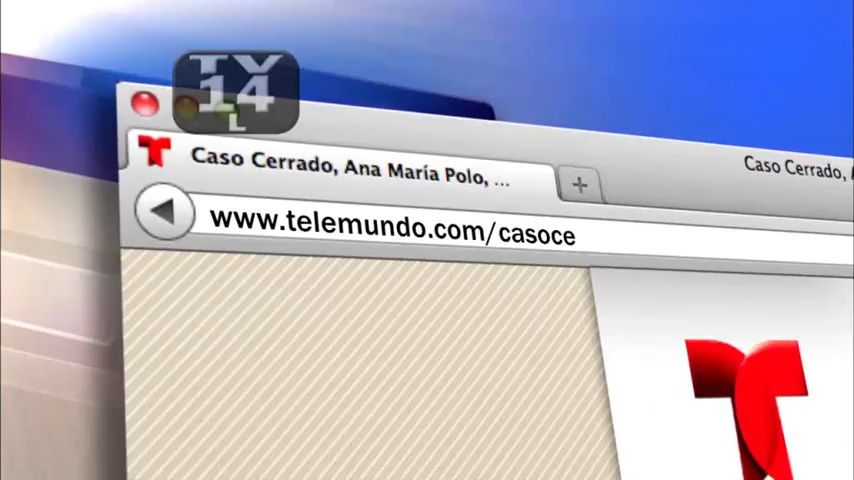 TV
14
L
Caso Cerrado, Ana María Polo, ...
Caso Cerrado, A
www.telemundo.com/casoce